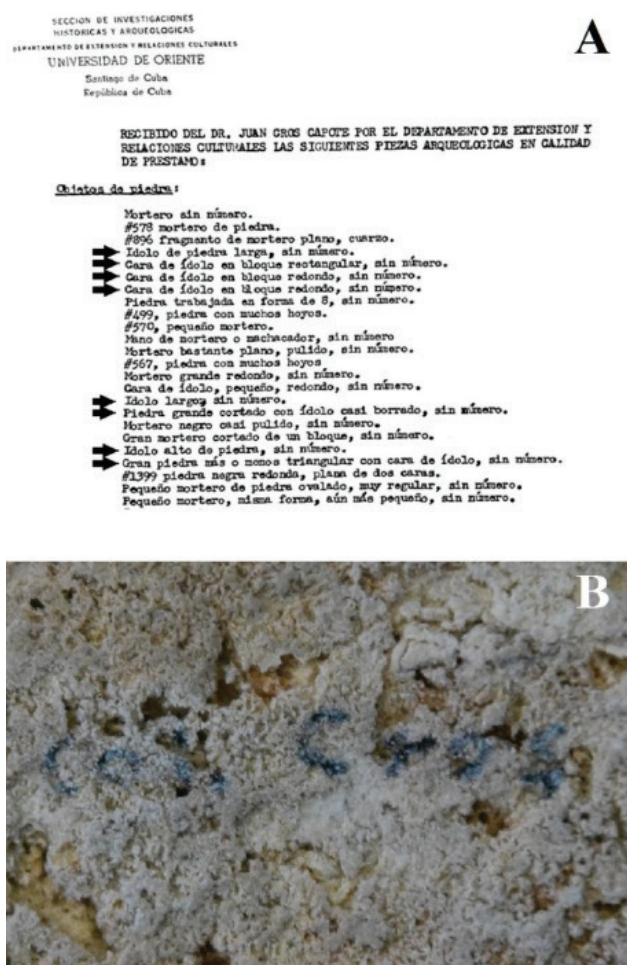 SECCION DE INVESTIGACIONES
HISTORICAS Y ARQUEOLOGICAS
DEPARTAMENTO DE EXTENSION Y RELACIONES CULTURALES
UNIVERSIDAD DE ORIENTE
Santiago de Cuba
República de Cuba
A
RECIBIDO DEL DR. JUAN GROS CAPOTE POR EL DEPARTAMENTO DE EXTENSION Y
RELACIONES CULTURALES LAS SIGUIENTES PIEZAS ARQUEOLOGICAS EN CALIDAD
DE PRESTAMO:
Objetos de piedra:
Mortero sin número.
#578 mortero de piedra.
#896 fragmento de mortero plano, cuarzo.
Idolo de piedra larga, sin número.
Cara de ídolo en bloque rectangular, sin número.
Cara de ídolo en bloque redondo, sin número.
Cara de ídolo en bloque redondo, sin número.
Piedra trabajada en forma de 8, sin número.
#499, piedra con muchos hoyos.
#570, pequeño mortero.
Mano de mortero o machacador, sin número
Mortero bastante plano, pulido, sin número.
#567, piedra con muchos hoyos
Mortero grande redondo, sin número.
Cara de ídolo, pequeño, redondo, sin número.
Idolo largo, sin número.
Piedra grande cortado con ídolo casi borrado, sin número.
Mortero negro casi pulido, sin número.
Gran mortero cortado de un bloque, sin número.
Idolo alto de piedra, sin número.
Gran piedra más o menos triangular con cara de ídolo, sin número.
#1399 piedra negra redonda, plana de dos caras.
Pequeño mortero de piedra ovalado, muy regular, sin número.
Pequeño mortero, misma forma, aún más pequeño, sin número.
B